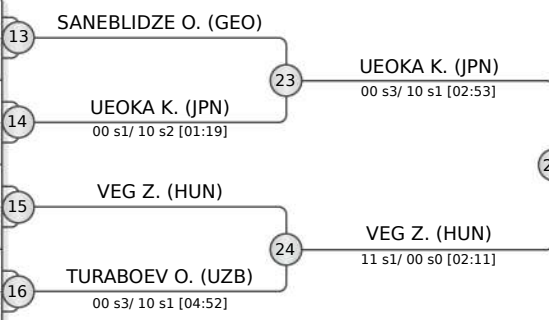 13
SANEBLIDZE O. (GEO)
23
UEOKA K. (JPN)
00 s3/ 10 s1 [02:53]
14
UEOKA K. (JPN)
00 s1/ 10 s2 [01:19]
15
VEG Z. (HUN)
24
VEG Z. (HUN)
11 s1/ 00 s0 [02:11]
16
TURABOEV O. (UZB)
00 s3/ 10 s1 [04:52]